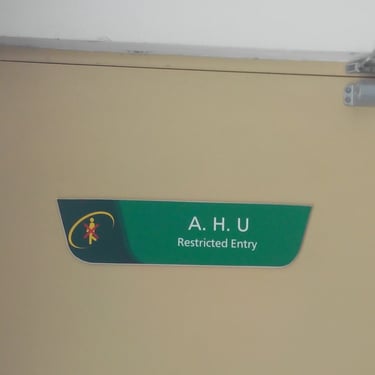 A. H. U
Restricted Entry